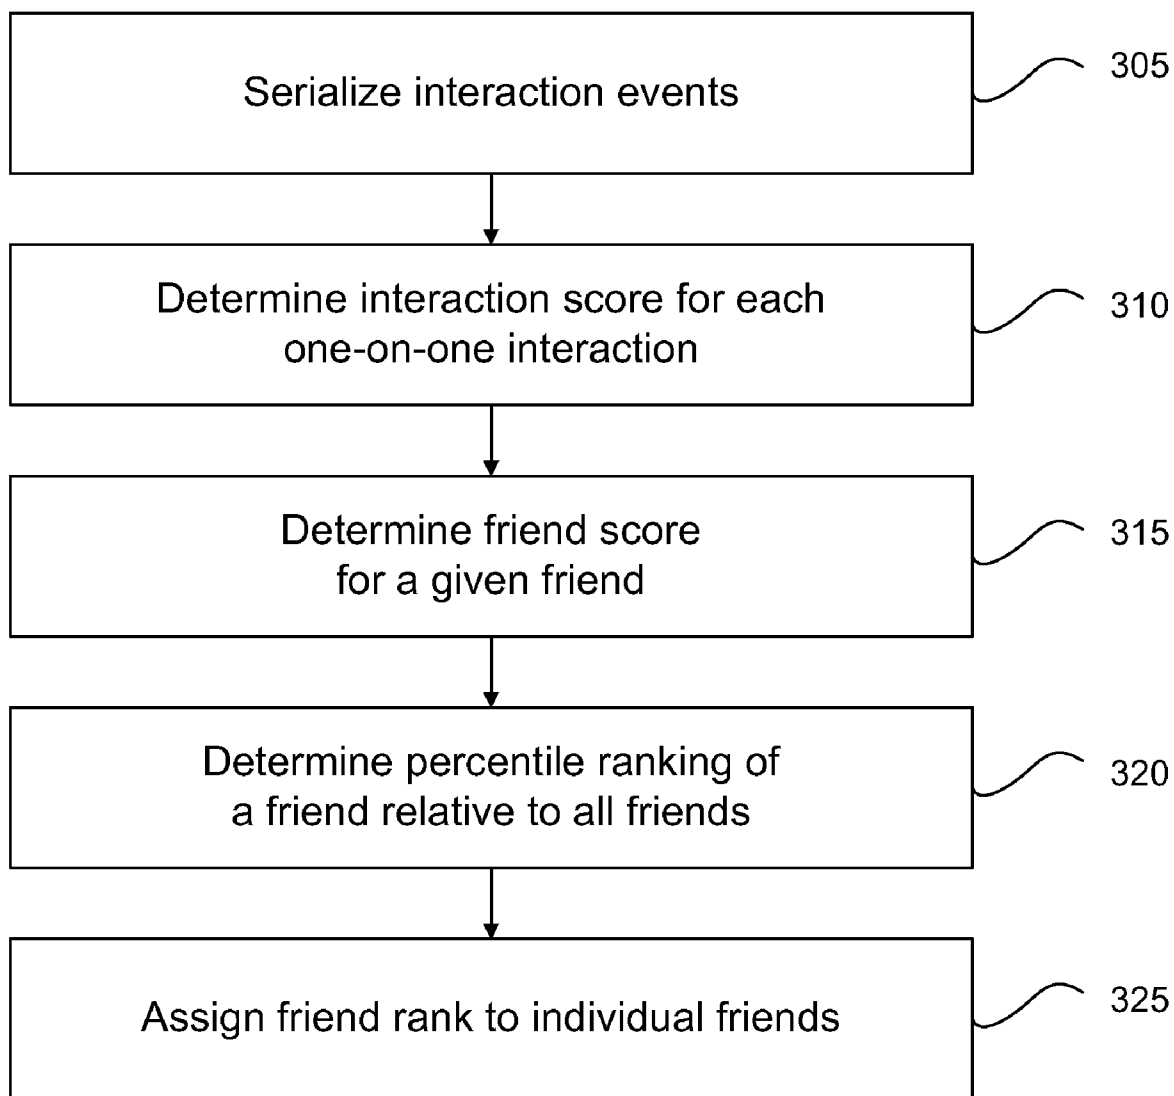 Serialize interaction events
305
Determine interaction score for each
one-on-one interaction
310
Determine friend score
for a given friend
315
Determine percentile ranking of
a friend relative to all friends
320
Assign friend rank to individual friends
325